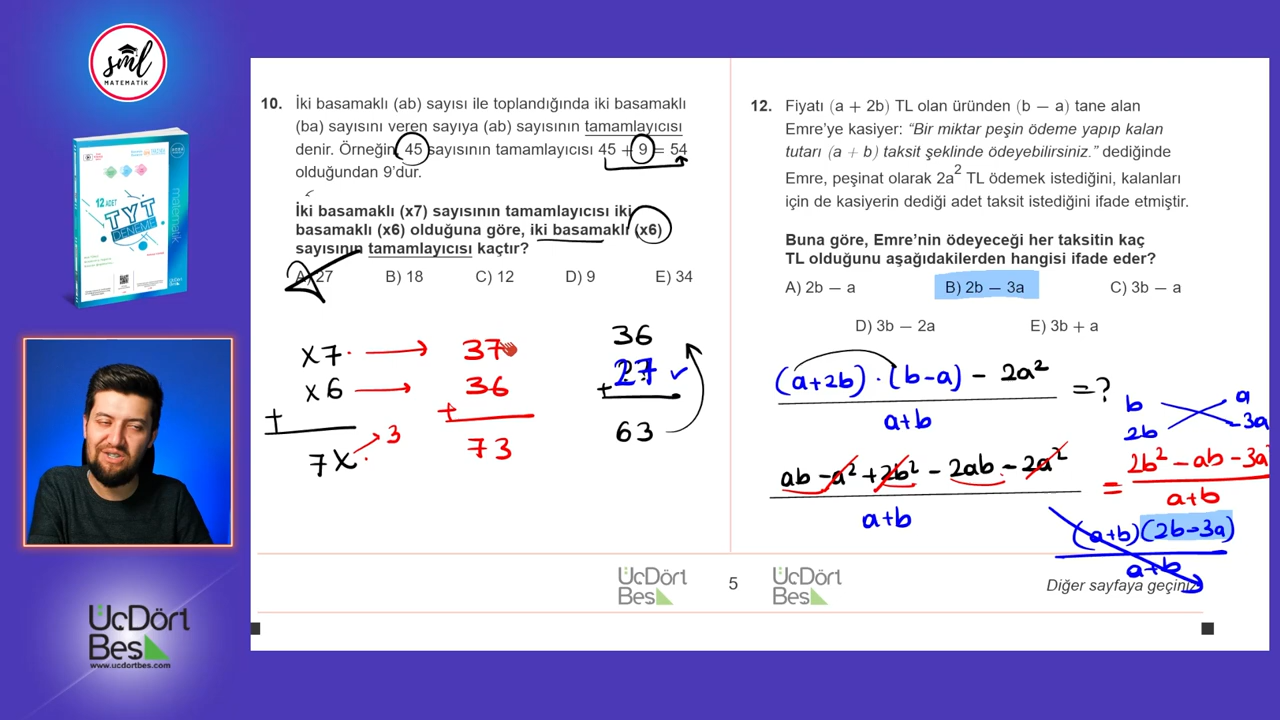 sml
MATEMATİK
12 ADET
TYT
DENEME
matematik
ÜcDört
Bes
www.ucdortbes.com
10. İki basamaklı (ab) sayısı ile toplandığında iki basamaklı
(ba) sayısını veren sayıya (ab) sayısının tamamlayıcısı
denir. Örneğin, 45 sayısının tamamlayıcısı 45 + 9 = 54
olduğundan 9'dur.
İki basamaklı (x7) sayısının tamamlayıcısı iki
basamaklı (x6) olduğuna göre, iki basamaklı (x6)
sayısının tamamlayıcısı kaçtır?
A) 27 B) 18 C) 12 D) 9 E) 34
x7 → 37
x6 → 36
+ +
7x 3 73
36
+ 27 ✓
63
12. Fiyatı (a + 2b) TL olan üründen (b − a) tane alan
Emre'ye kasiyer: "Bir miktar peşin ödeme yapıp kalan
tutarı (a + b) taksit şeklinde ödeyebilirsiniz." dediğinde
Emre, peşinat olarak 2a² TL ödemek istediğini, kalanları
için de kasiyerin dediği adet taksit istediğini ifade etmiştir.
Buna göre, Emre'nin ödeyeceği her taksitin kaç
TL olduğunu aşağıdakilerden hangisi ifade eder?
A) 2b − a B) 2b − 3a C) 3b − a
D) 3b − 2a E) 3b + a
(a+2b) · (b−a) − 2a² = ?
a+b
b a
2b -3a
ab − a² + 2b² − 2ab − 2a² = 2b² − ab − 3a²
a+b a+b
(a+b)(2b−3a)
a+b
ÜcDört
Bes
5
ÜcDört
Bes
Diğer sayfaya geçiniz.